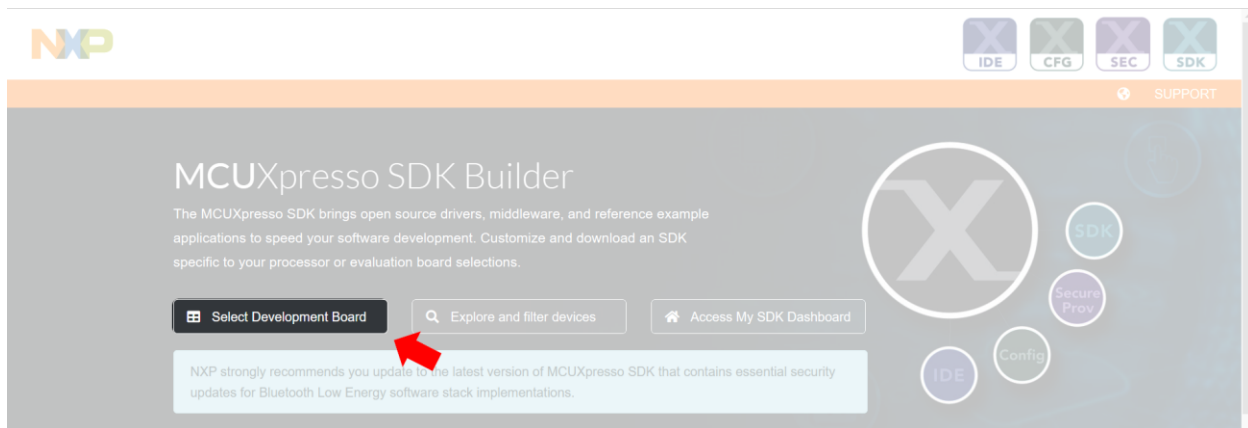 NXP
IDE CFG SEC SDK
SUPPORT
MCUXpresso SDK Builder
The MCUXpresso SDK brings open source drivers, middleware, and reference example
applications to speed your software development. Customize and download an SDK
specific to your processor or evaluation board selections.
Select Development Board
Explore and filter devices
Access My SDK Dashboard
NXP strongly recommends you update to the latest version of MCUXpresso SDK that contains essential security
updates for Bluetooth Low Energy software stack implementations.
X
SDK
Secure
Prov
Config
IDE